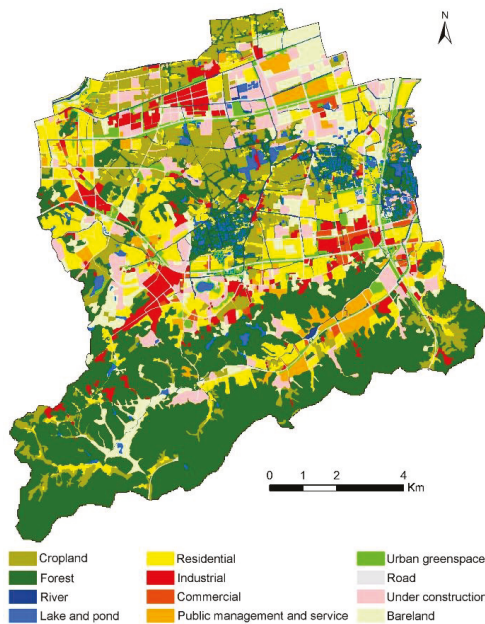 N
0 1 2 4
Km
Cropland Residential Urban greenspace
Forest Industrial Road
River Commercial Under construction
Lake and pond Public management and service Bareland